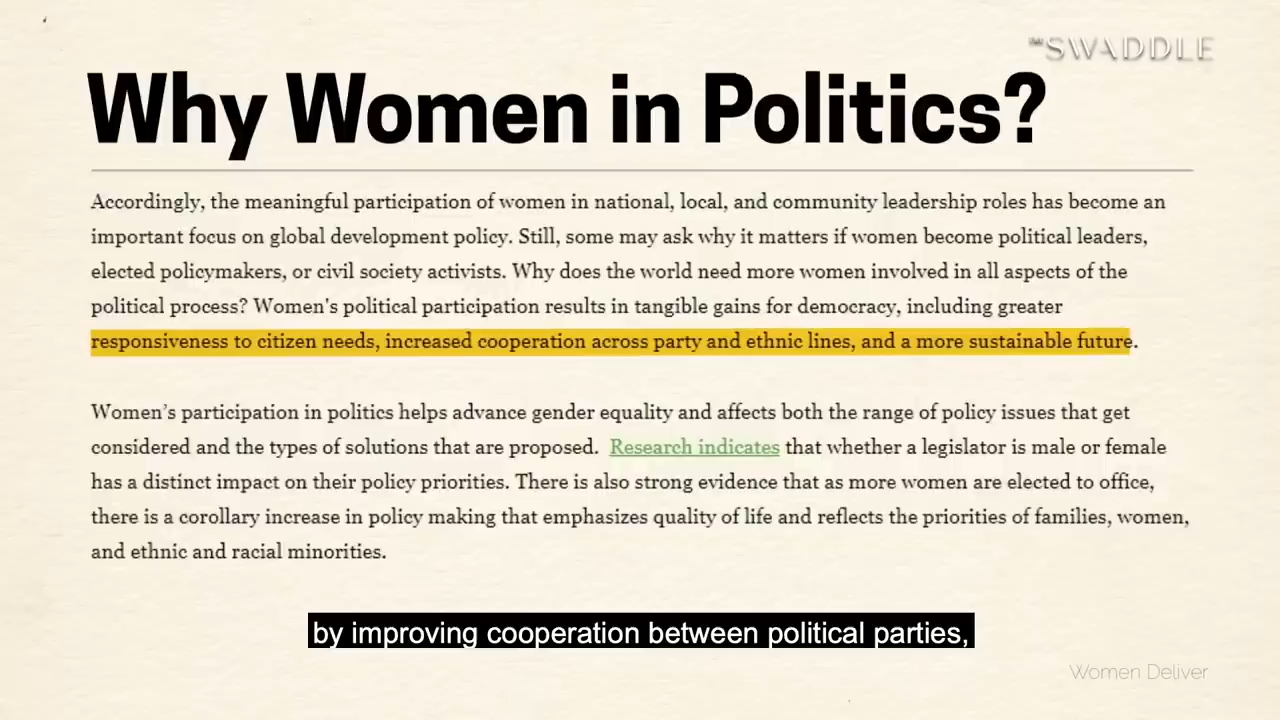 THE SWADDLE
Why Women in Politics?
Accordingly, the meaningful participation of women in national, local, and community leadership roles has become an
important focus on global development policy. Still, some may ask why it matters if women become political leaders,
elected policymakers, or civil society activists. Why does the world need more women involved in all aspects of the
political process? Women's political participation results in tangible gains for democracy, including greater
responsiveness to citizen needs, increased cooperation across party and ethnic lines, and a more sustainable future.
Women’s participation in politics helps advance gender equality and affects both the range of policy issues that get
considered and the types of solutions that are proposed. Research indicates that whether a legislator is male or female
has a distinct impact on their policy priorities. There is also strong evidence that as more women are elected to office,
there is a corollary increase in policy making that emphasizes quality of life and reflects the priorities of families, women,
and ethnic and racial minorities.
by improving cooperation between political parties,
Women Deliver